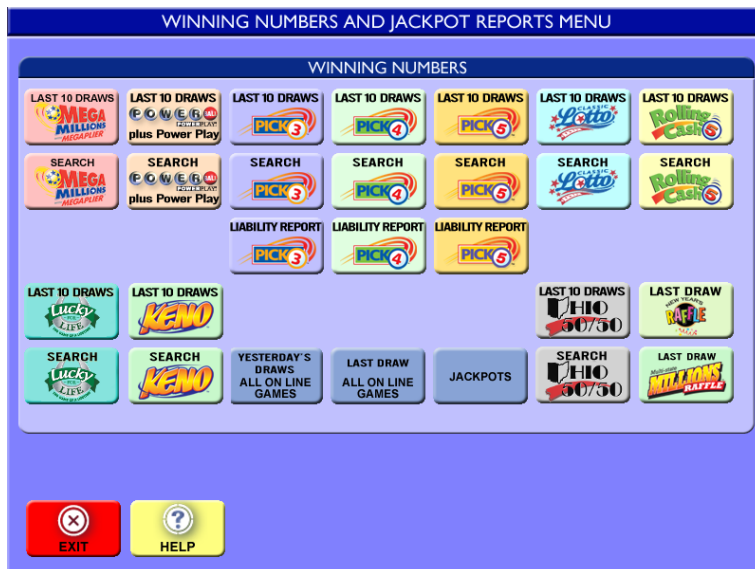 WINNING NUMBERS AND JACKPOT REPORTS MENU
WINNING NUMBERS
LAST 10 DRAWS LAST 10 DRAWS LAST 10 DRAWS LAST 10 DRAWS LAST 10 DRAWS LAST 10 DRAWS LAST 10 DRAWS
MEGA MILLIONS MEGAPLIER
POWERBALL POWERPLAY
plus Power Play
PICK 3
PICK 4
PICK 5
CLASSIC Lotto
Rolling Cash 5
SEARCH SEARCH SEARCH SEARCH SEARCH SEARCH SEARCH
MEGA MILLIONS MEGAPLIER
POWERBALL POWERPLAY
plus Power Play
PICK 3
PICK 4
PICK 5
CLASSIC Lotto
Rolling Cash 5
LIABILITY REPORT LIABILITY REPORT LIABILITY REPORT
PICK 3
PICK 4
PICK 5
LAST 10 DRAWS LAST 10 DRAWS LAST 10 DRAWS LAST DRAW
Lucky FOR LIFE
KENO
OHIO 50/50
NEW YEAR'S RAFFLE
SEARCH SEARCH YESTERDAY'S DRAWS LAST DRAW JACKPOTS SEARCH LAST DRAW
Lucky FOR LIFE
KENO
ALL ON LINE GAMES
ALL ON LINE GAMES
OHIO 50/50
Multi-state MILLIONS RAFFLE
EXIT
HELP